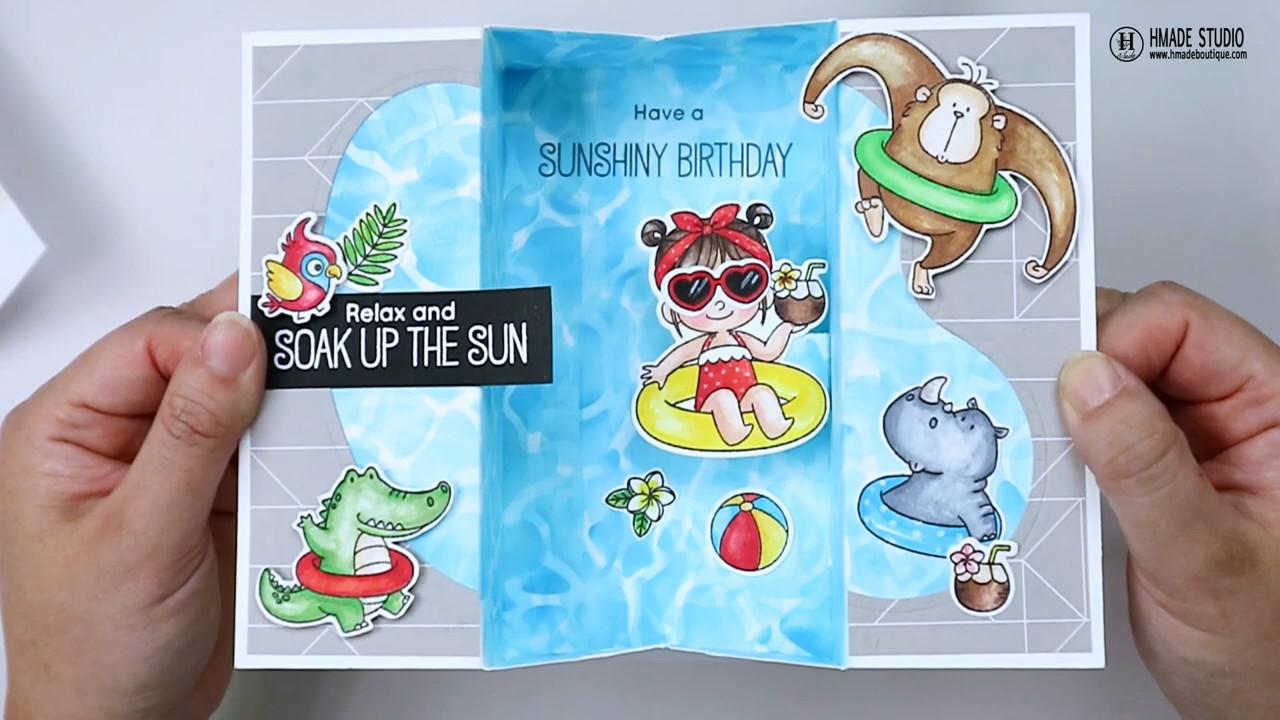 HMADE STUDIO
www.hmadeboutique.com
Have a
SUNSHINY BIRTHDAY
Relax and
SOAK UP THE SUN